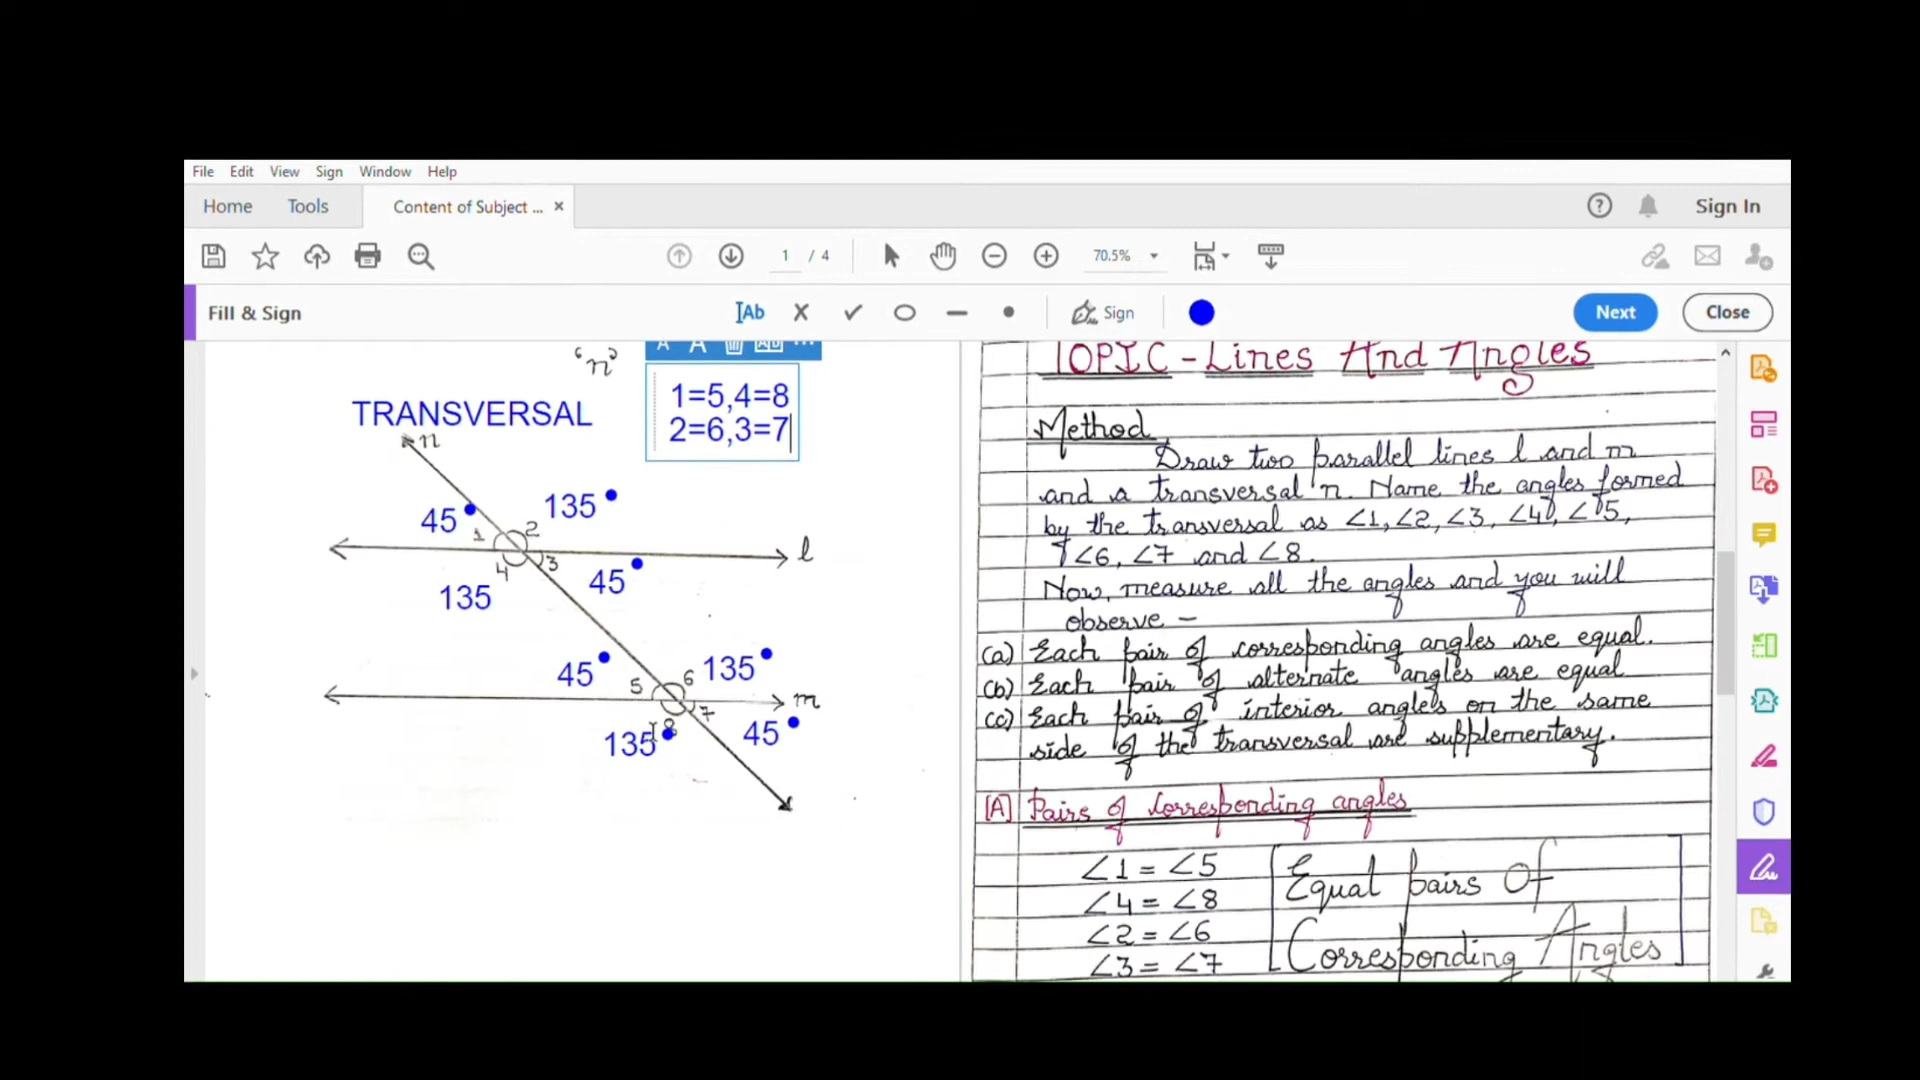 File Edit View Sign Window Help
Home Tools Content of Subject ... × Sign In
1 / 4 70.5%
Fill & Sign Ab Sign Next Close
'n'
A A
1=5,4=8
2=6,3=7
TRANSVERSAL
n
45 135
1 2
l
4 3
135 45
45 135
5 6
m
8 7
135 45
TOPIC - Lines And Angles
Method
Draw two parallel lines l and m
and a transversal n. Name the angles formed
by the transversal as ∠1, ∠2, ∠3, ∠4, ∠5,
∠6, ∠7 and ∠8.
Now, measure all the angles and you will
observe –
(a) Each pair of corresponding angles are equal.
(b) Each pair of alternate angles are equal
(c) Each pair of interior angles on the same
side of the transversal are supplementary.
(A) Pairs of corresponding angles
∠1 = ∠5
∠4 = ∠8
∠2 = ∠6
∠3 = ∠7
Equal pairs Of
Corresponding Angles